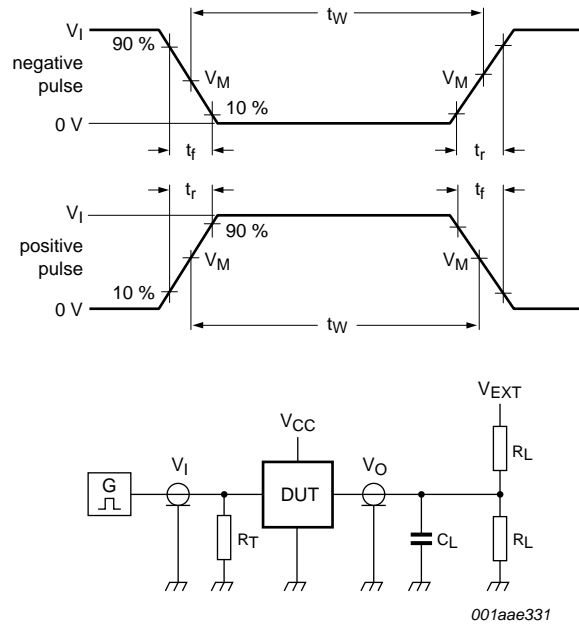 V_I
t_W
90 %
negative pulse
V_M
V_M
10 %
0 V
t_f
t_r
t_r
t_f
V_I
90 %
positive pulse
V_M
V_M
10 %
0 V
t_W
V_EXT
V_CC
R_L
V_I
V_O
G
DUT
R_T
C_L
R_L
001aae331